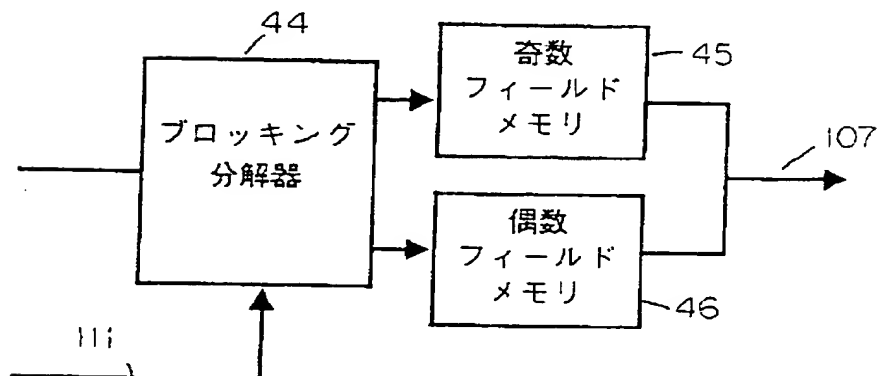 44
ブロッキング
分解器
奇数
フィールド
メモリ
45
107
偶数
フィールド
メモリ
46